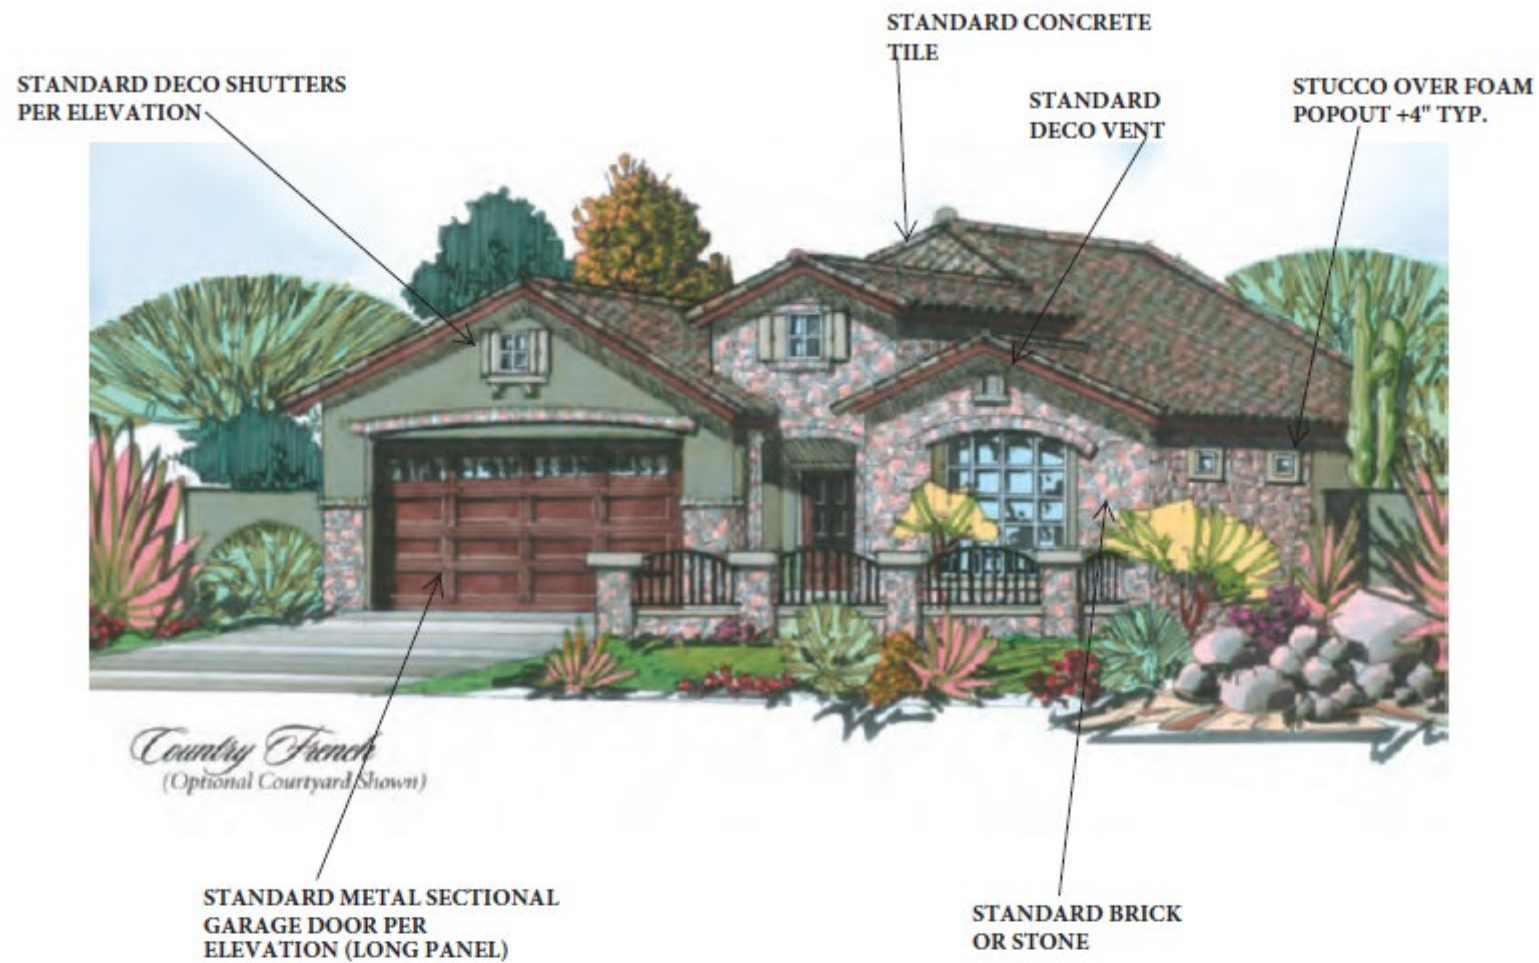 STANDARD CONCRETE
TILE
STANDARD DECO SHUTTERS
PER ELEVATION
STANDARD
DECO VENT
STUCCO OVER FOAM
POPOUT +4" TYP.
Country French
(Optional Courtyard Shown)
STANDARD METAL SECTIONAL
GARAGE DOOR PER
ELEVATION (LONG PANEL)
STANDARD BRICK
OR STONE